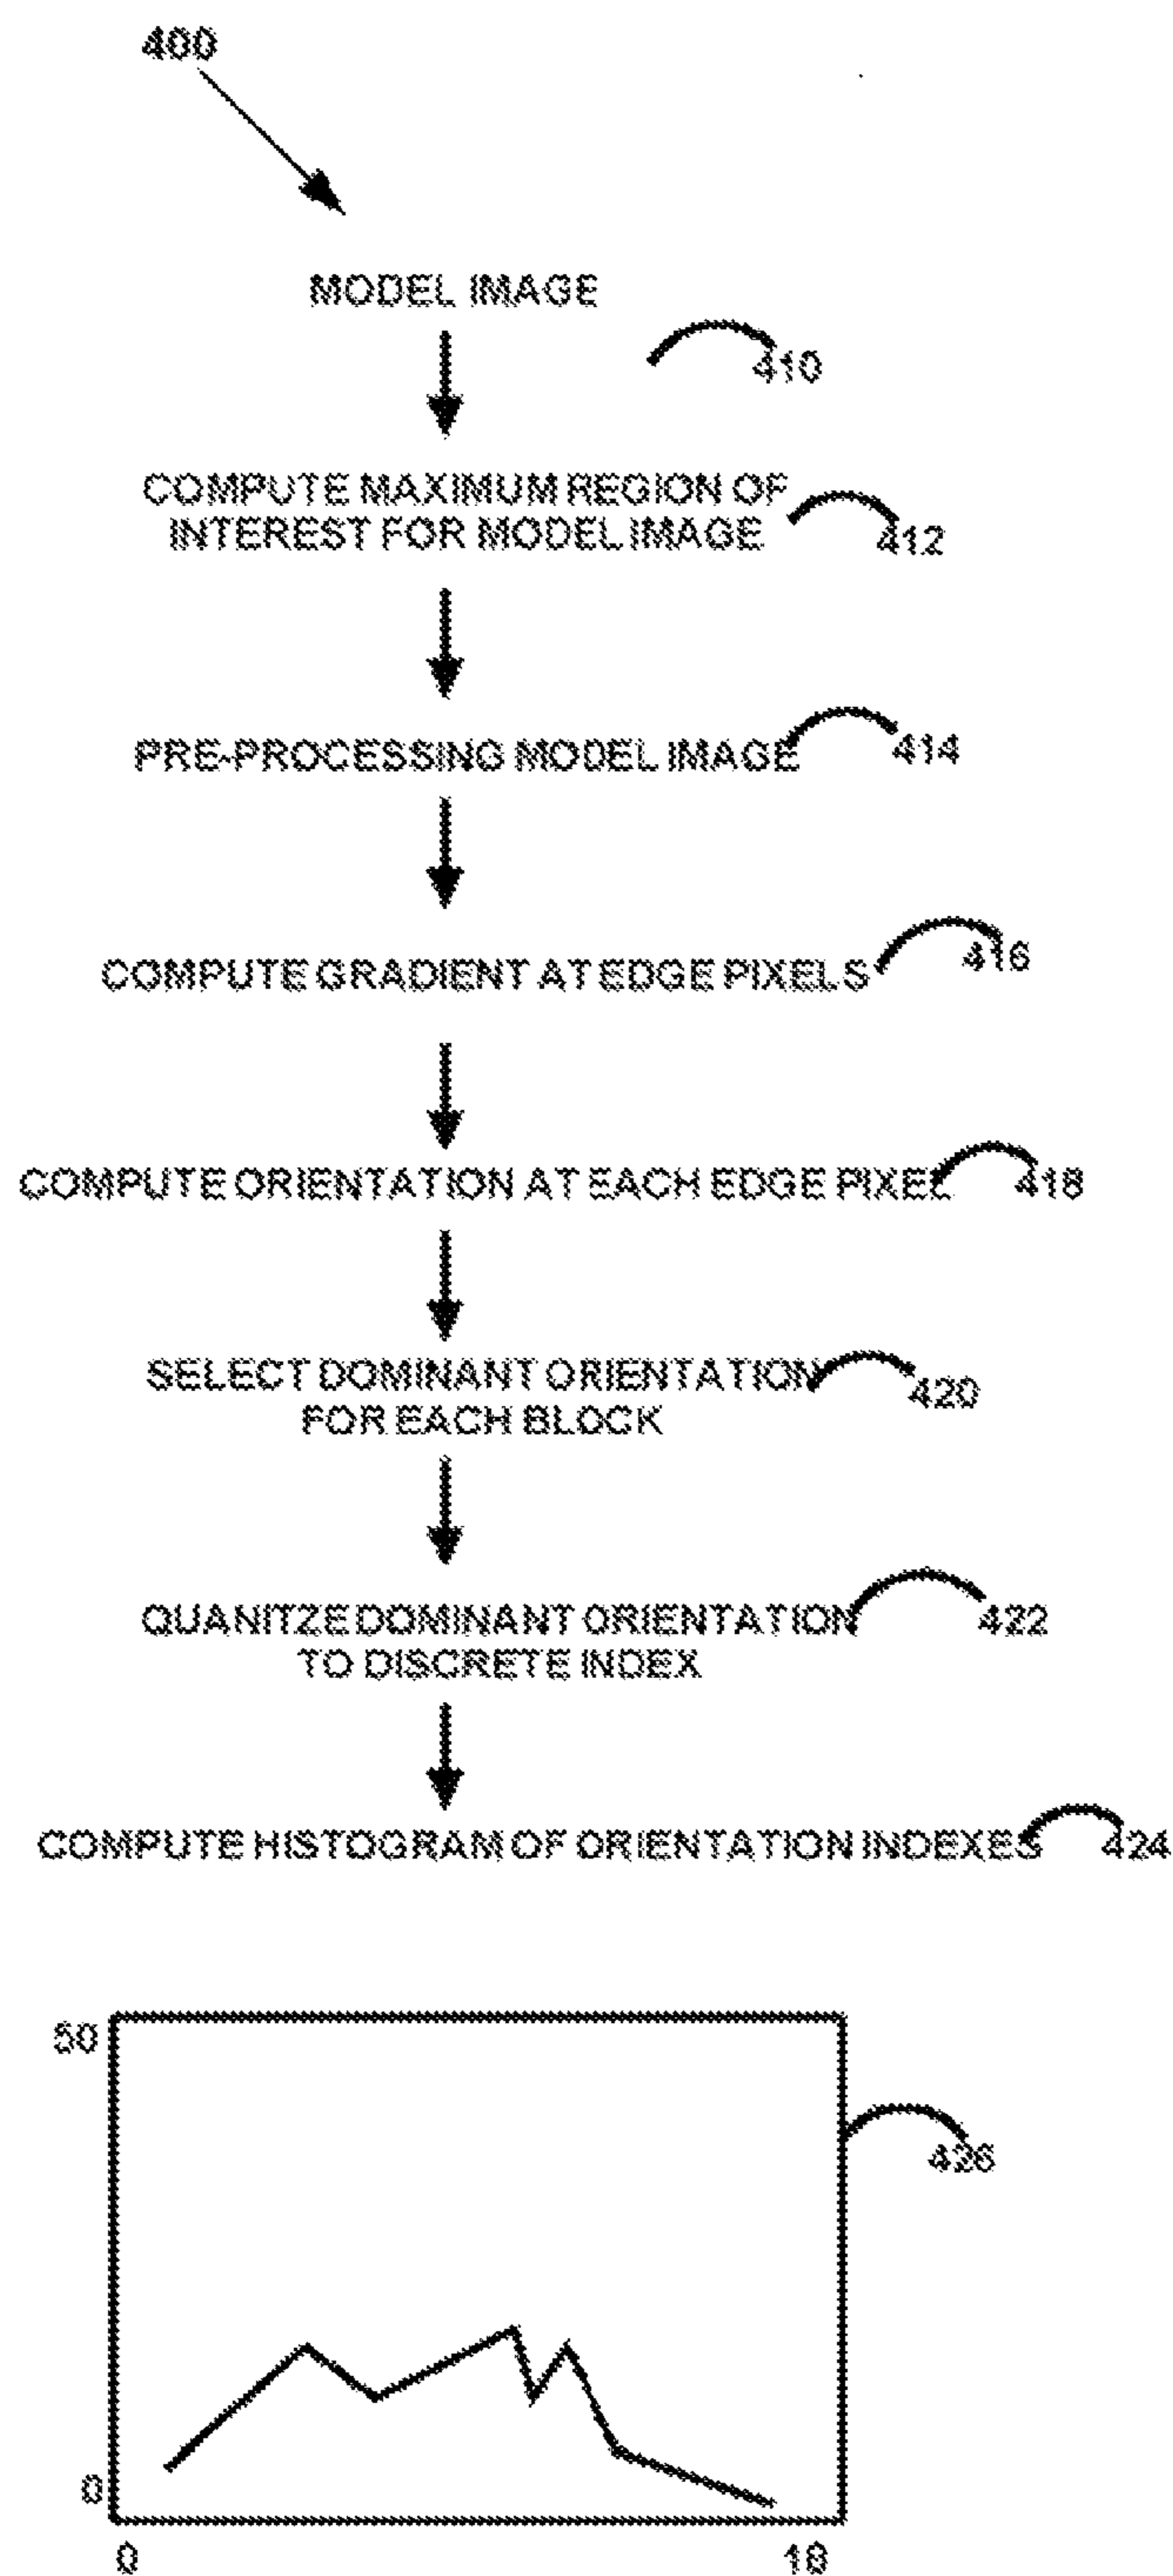 400
MODEL IMAGE
410
COMPUTE MAXIMUM REGION OF
INTEREST FOR MODEL IMAGE
412
PRE-PROCESSING MODEL IMAGE
414
COMPUTE GRADIENT AT EDGE PIXELS
416
COMPUTE ORIENTATION AT EACH EDGE PIXEL
418
SELECT DOMINANT ORIENTATION
FOR EACH BLOCK
420
QUANITZE DOMINANT ORIENTATION
TO DISCRETE INDEX
422
COMPUTE HISTOGRAM OF ORIENTATION INDEXES
424
50
426
0
0
18